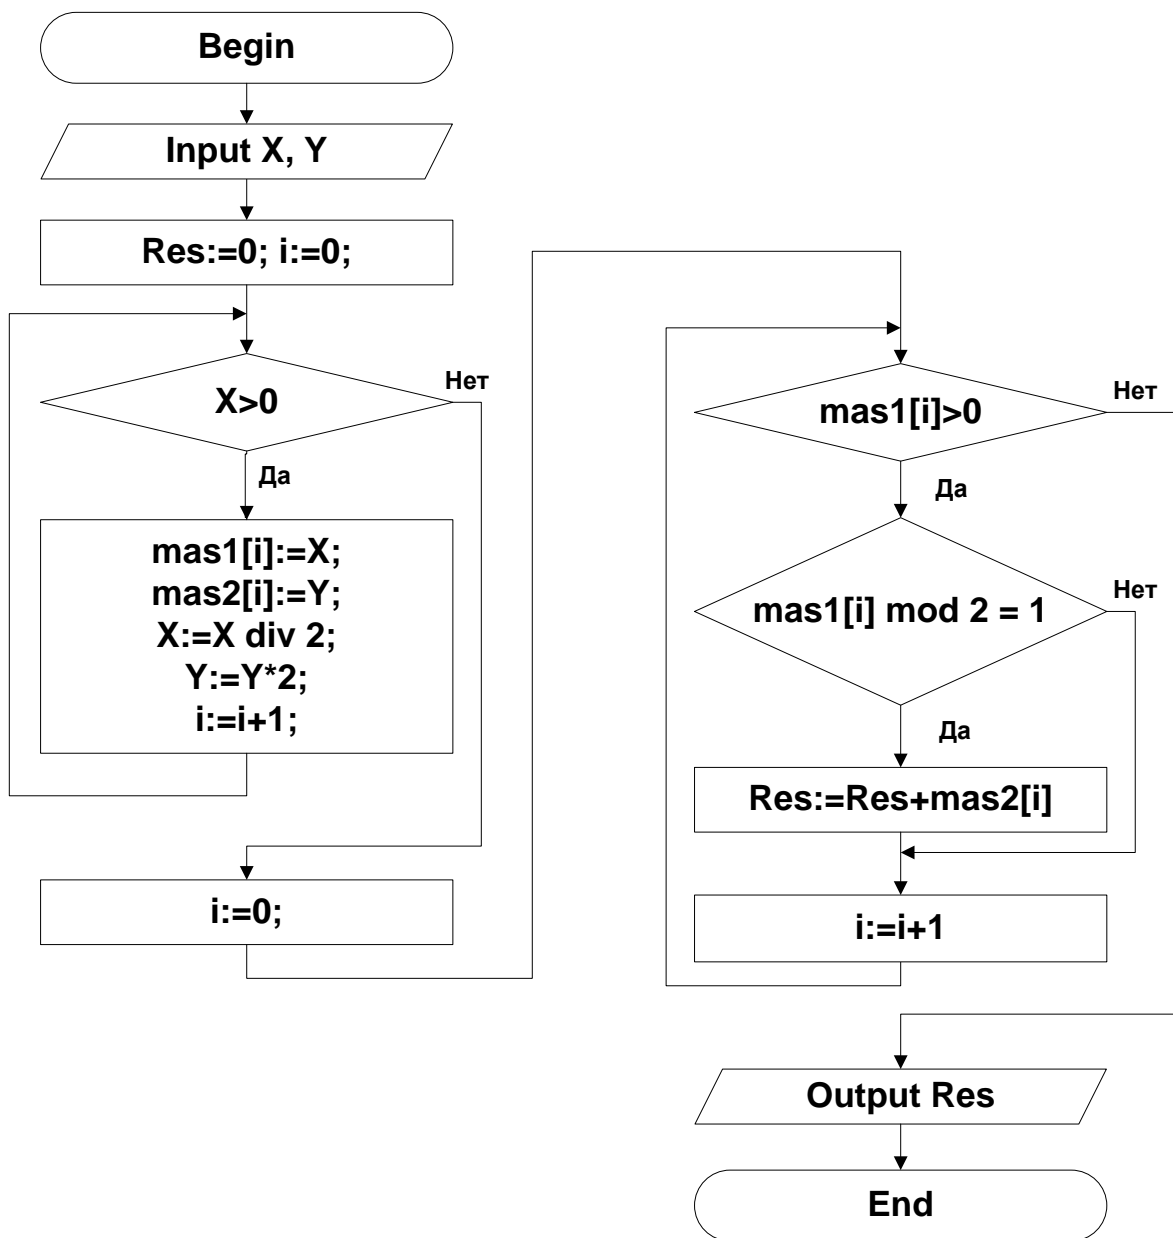 Begin
Input X, Y
Res:=0; i:=0;
X>0
Нет
Да
mas1[i]:=X;
mas2[i]:=Y;
X:=X div 2;
Y:=Y*2;
i:=i+1;
i:=0;
mas1[i]>0
Нет
Да
mas1[i] mod 2 = 1
Нет
Да
Res:=Res+mas2[i]
i:=i+1
Output Res
End